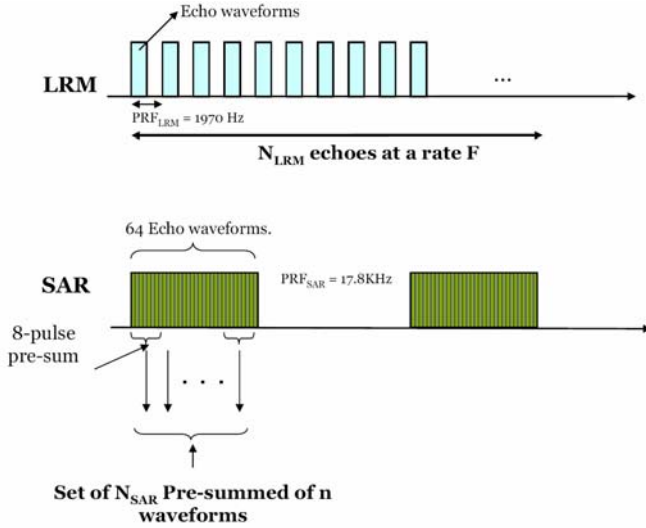 Echo waveforms
LRM
...
PRF_LRM = 1970 Hz
N_LRM echoes at a rate F
64 Echo waveforms.
SAR
PRF_SAR = 17.8KHz
8-pulse
pre-sum
. . .
Set of N_SAR Pre-summed of n
waveforms